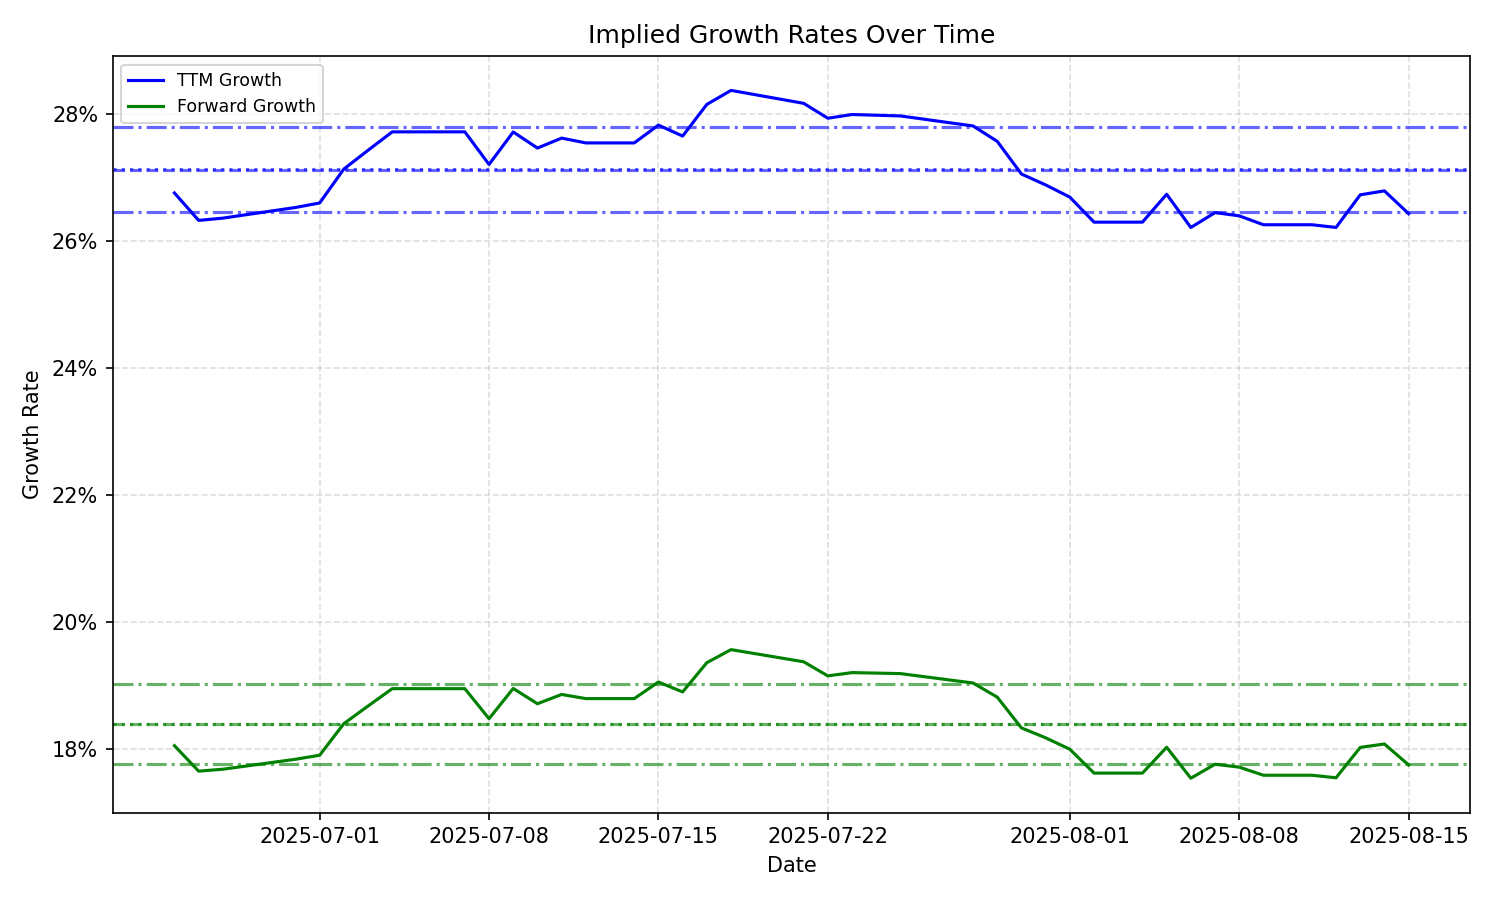 Implied Growth Rates Over Time
TTM Growth
Forward Growth
28%
26%
24%
22%
20%
18%
Growth Rate
2025-07-01
2025-07-08
2025-07-15
2025-07-22
2025-08-01
2025-08-08
2025-08-15
Date